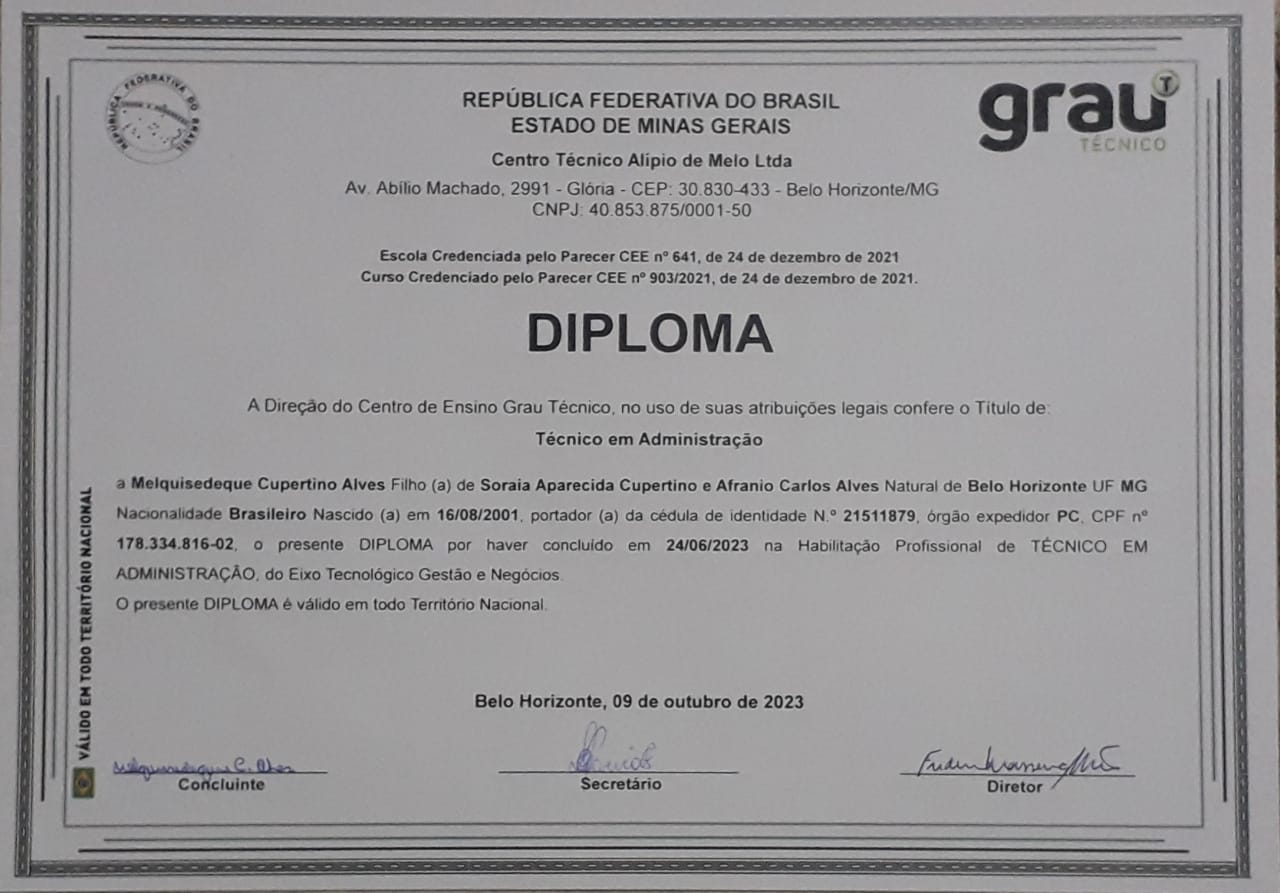 REPÚBLICA FEDERATIVA DO BRASIL
grau T
TÉCNICO
REPÚBLICA FEDERATIVA DO BRASIL
ESTADO DE MINAS GERAIS
Centro Técnico Alípio de Melo Ltda
Av. Abílio Machado, 2991 - Glória - CEP: 30.830-433 - Belo Horizonte/MG
CNPJ: 40.853.875/0001-50
Escola Credenciada pelo Parecer CEE nº 641, de 24 de dezembro de 2021
Curso Credenciado pelo Parecer CEE nº 903/2021, de 24 de dezembro de 2021.
DIPLOMA
A Direção do Centro de Ensino Grau Técnico, no uso de suas atribuições legais confere o Titulo de:
Técnico em Administração
a Melquisedeque Cupertino Alves Filho (a) de Soraia Aparecida Cupertino e Afranio Carlos Alves Natural de Belo Horizonte UF MG
Nacionalidade Brasileiro Nascido (a) em 16/08/2001, portador (a) da cédula de identidade N.º 21511879, órgão expedidor PC, CPF nº
178.334.816-02, o presente DIPLOMA por haver concluído em 24/06/2023 na Habilitação Profissional de TÉCNICO EM
ADMINISTRAÇÃO, do Eixo Tecnológico Gestão e Negócios.
O presente DIPLOMA é válido em todo Território Nacional.
VÁLIDO EM TODO TERRITÓRIO NACIONAL
Belo Horizonte, 09 de outubro de 2023
Melquisedeque C. Alves
Concluinte
Secretário
Diretor